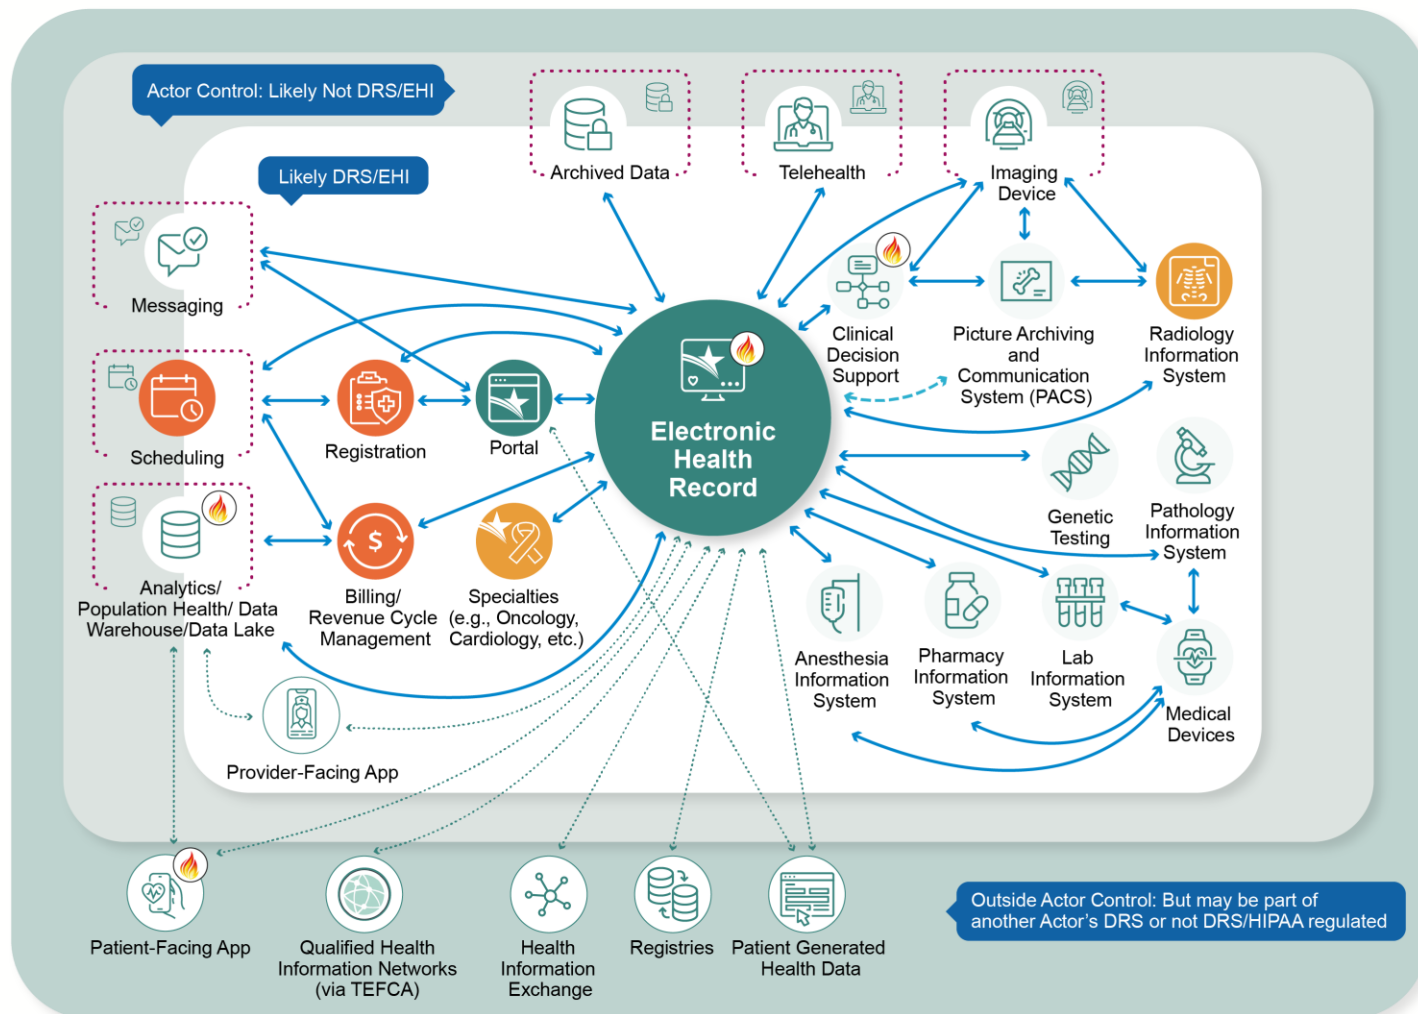 Actor Control: Likely Not DRS/EHI
Likely DRS/EHI
Archived Data
Telehealth
Imaging
Device
Messaging
Clinical
Decision
Support
Picture Archiving
and
Communication
System (PACS)
Radiology
Information
System
Scheduling
Registration
Portal
Electronic
Health
Record
Genetic
Testing
Pathology
Information
System
Analytics/
Population Health/ Data
Warehouse/Data Lake
$
Billing/
Revenue Cycle
Management
Specialties
(e.g., Oncology,
Cardiology, etc.)
Anesthesia
Information
System
Pharmacy
Information
System
Lab
Information
System
Medical
Devices
Provider-Facing App
Patient-Facing App
Qualified Health
Information Networks
(via TEFCA)
Health
Information
Exchange
Registries
Patient Generated
Health Data
Outside Actor Control: But may be part of
another Actor’s DRS or not DRS/HIPAA regulated